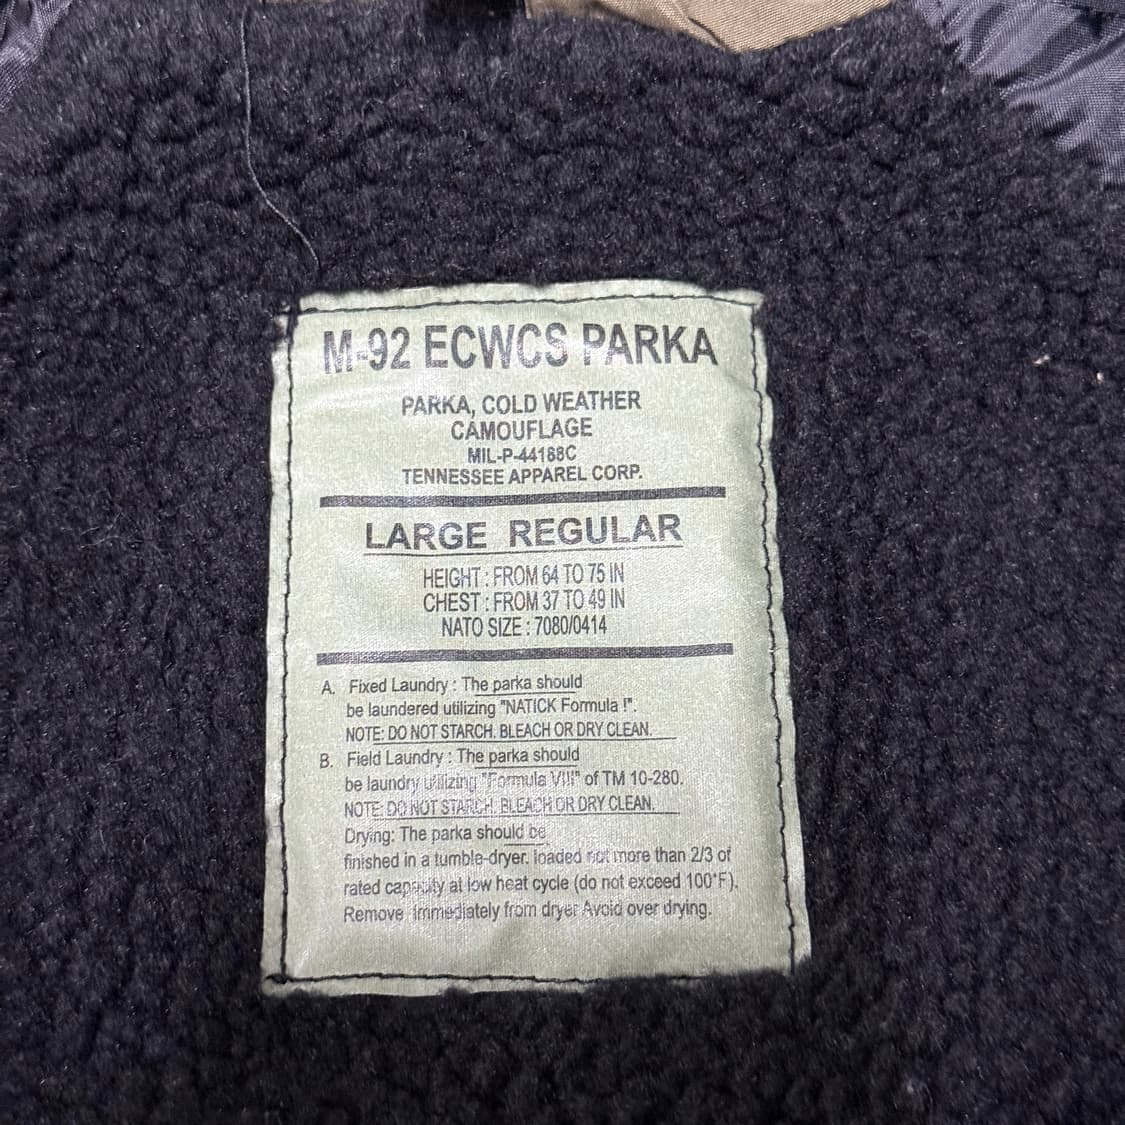 M-92 ECWCS PARKA
PARKA, COLD WEATHER
CAMOUFLAGE
MIL-P-44188C
TENNESSEE APPAREL CORP.
LARGE REGULAR
HEIGHT : FROM 64 TO 75 IN
CHEST : FROM 37 TO 49 IN
NATO SIZE : 7080/0414
A. Fixed Laundry : The parka should
be laundered utilizing "NATICK Formula I".
NOTE: DO NOT STARCH. BLEACH OR DRY CLEAN.
B. Field Laundry : The parka should
be laundry utilizing "Formula VIII" of TM 10-280.
NOTE: DO NOT STARCH. BLEACH OR DRY CLEAN.
Drying: The parka should be
finished in a tumble-dryer. loaded not more than 2/3 of
rated capacity at low heat cycle (do not exceed 100°F).
Remove immediately from dryer Avoid over drying.